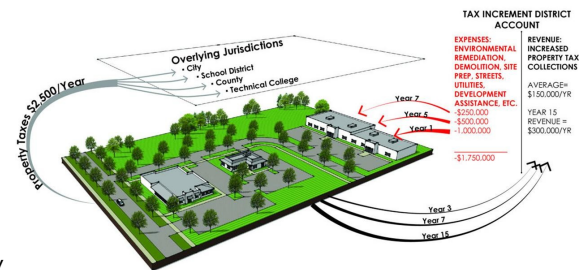 TAX INCREMENT DISTRICT
ACCOUNT
EXPENSES:
ENVIRONMENTAL
REMEDIATION,
DEMOLITION, SITE
PREP, STREETS,
UTILITIES,
DEVELOPMENT
ASSISTANCE, ETC.
-$250,000
-$500,000
-1,000,000
-$1,750,000
REVENUE:
INCREASED
PROPERTY TAX
COLLECTIONS
AVERAGE=
$150,000/YR
YEAR 15
REVENUE =
$300,000/YR
Overlying Jurisdictions
• City
• School District
• County
• Technical College
Property Taxes $2,500/Year
Year 7
Year 5
Year 1
Year 3
Year 7
Year 15